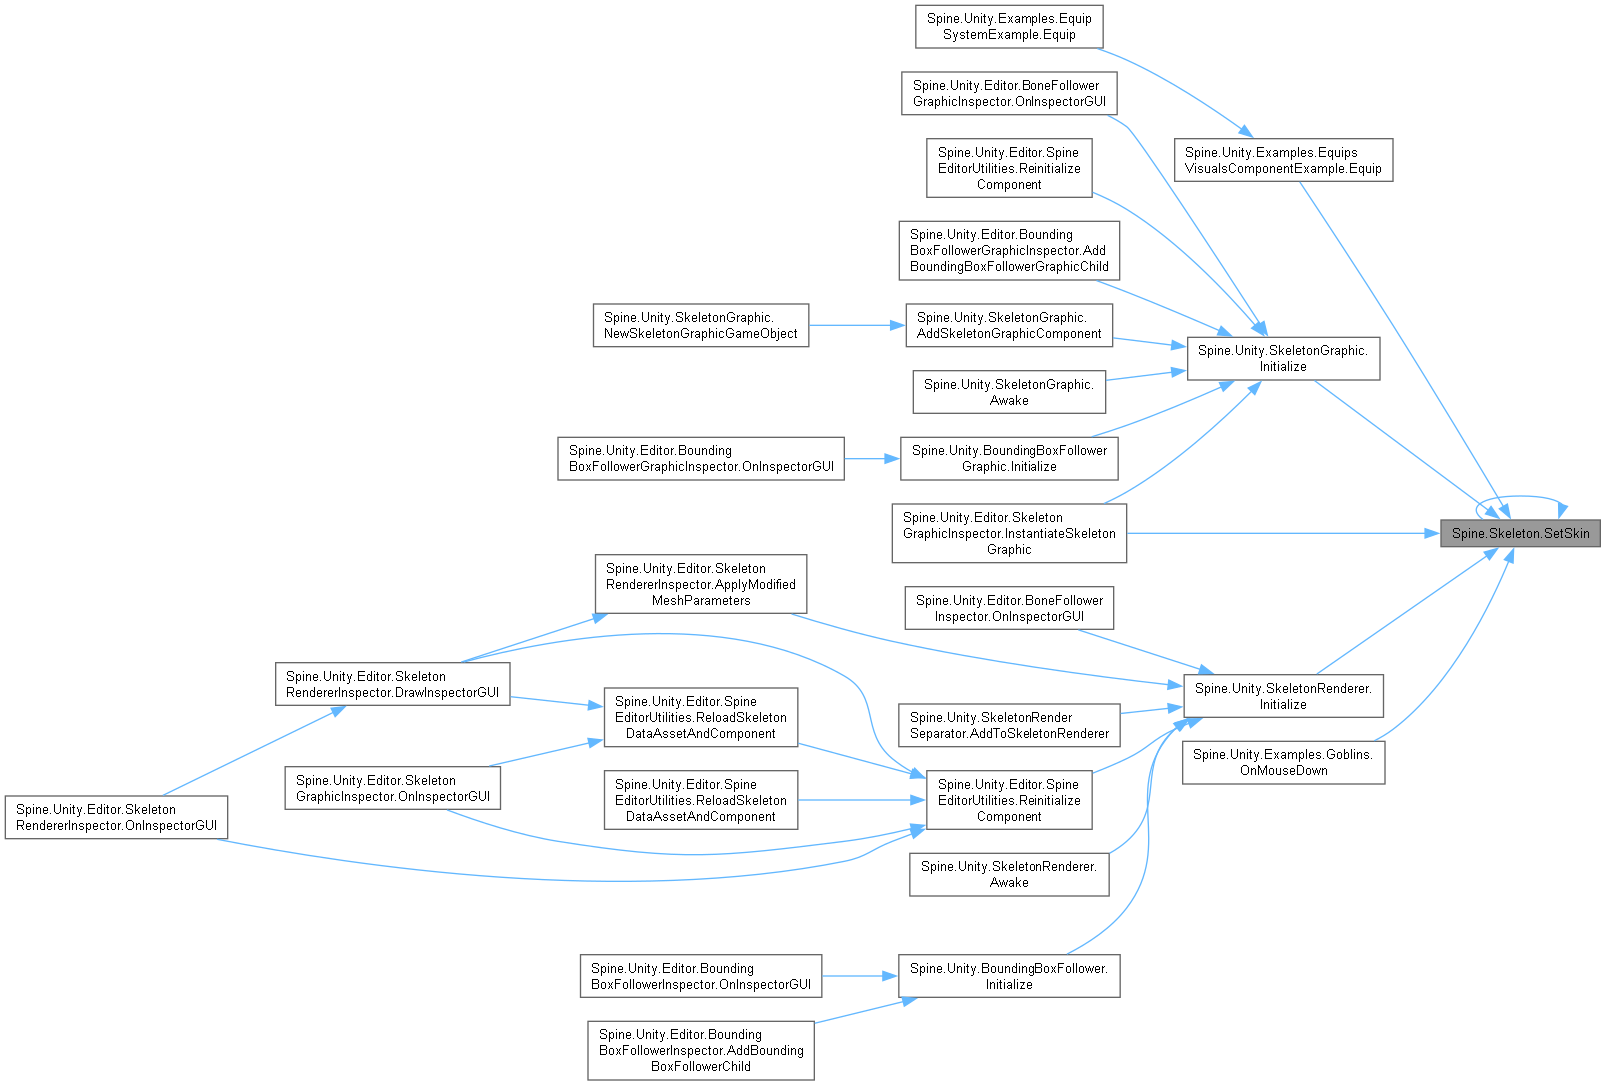 Spine.Unity.Examples.Equip
SystemExample.Equip
Spine.Unity.Editor.BoneFollower
GraphicInspector.OnInspectorGUI
Spine.Unity.Editor.Spine
EditorUtilities.Reinitialize
Component
Spine.Unity.Examples.Equips
VisualsComponentExample.Equip
Spine.Unity.Editor.Bounding
BoxFollowerGraphicInspector.Add
BoundingBoxFollowerGraphicChild
Spine.Unity.SkeletonGraphic.
NewSkeletonGraphicGameObject
Spine.Unity.SkeletonGraphic.
AddSkeletonGraphicComponent
Spine.Unity.SkeletonGraphic.
Initialize
Spine.Unity.SkeletonGraphic.
Awake
Spine.Unity.Editor.Bounding
BoxFollowerGraphicInspector.OnInspectorGUI
Spine.Unity.BoundingBoxFollower
Graphic.Initialize
Spine.Unity.Editor.Skeleton
GraphicInspector.InstantiateSkeleton
Graphic
Spine.Skeleton.SetSkin
Spine.Unity.Editor.Skeleton
RendererInspector.ApplyModified
MeshParameters
Spine.Unity.Editor.BoneFollower
Inspector.OnInspectorGUI
Spine.Unity.Editor.Skeleton
RendererInspector.DrawInspectorGUI
Spine.Unity.SkeletonRenderer.
Initialize
Spine.Unity.Editor.Spine
EditorUtilities.ReloadSkeleton
DataAssetAndComponent
Spine.Unity.SkeletonRender
Separator.AddToSkeletonRenderer
Spine.Unity.Examples.Goblins.
OnMouseDown
Spine.Unity.Editor.Skeleton
GraphicInspector.OnInspectorGUI
Spine.Unity.Editor.Spine
EditorUtilities.ReloadSkeleton
DataAssetAndComponent
Spine.Unity.Editor.Spine
EditorUtilities.Reinitialize
Component
Spine.Unity.Editor.Skeleton
RendererInspector.OnInspectorGUI
Spine.Unity.SkeletonRenderer.
Awake
Spine.Unity.Editor.Bounding
BoxFollowerInspector.OnInspectorGUI
Spine.Unity.BoundingBoxFollower.
Initialize
Spine.Unity.Editor.Bounding
BoxFollowerInspector.AddBounding
BoxFollowerChild